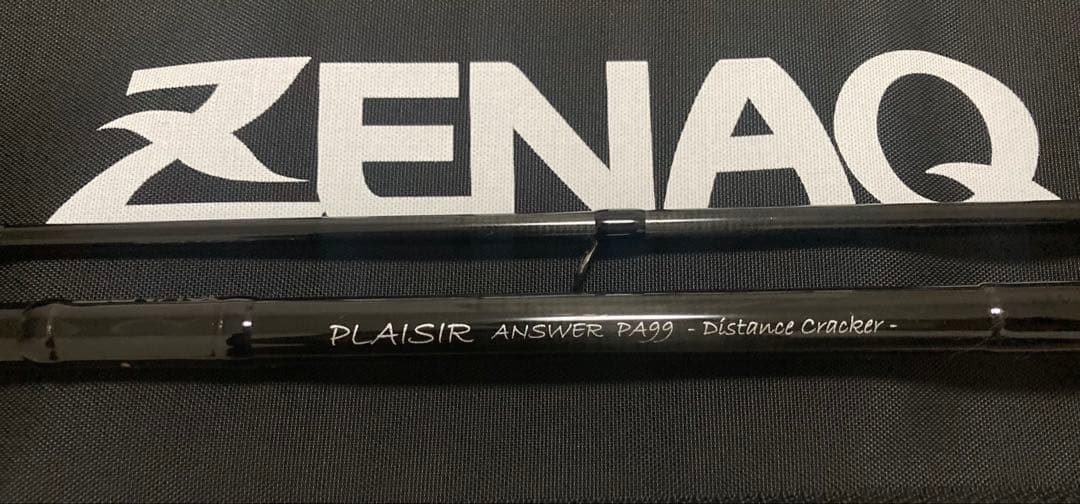 ZENAQ
PLAISIR ANSWER PA99 - Distance Cracker -